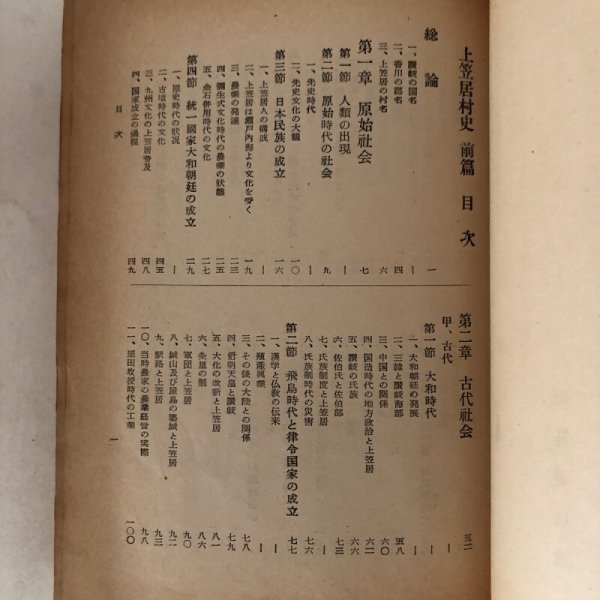 上笠居村史 前篇 目次
総論 一
一、讃岐の国名 |
二、香川の郡名 四
三、上笠居の村名 六
第一章 原始社会 七
第一節 人類の出現 |
第二節 原始時代の社会 九
一、先史時代 |
二、先史文化の大観 一〇
第三節 日本民族の成立 一六
一、上笠居人の構成 |
二、上笠居は瀬戸内海より文化を受く 一九
三、農業の発達 二三
四、彌生式文化時代の農業の状態 二五
五、金石併用時代の文化 二七
第四節 統一國家大和朝廷の成立 二九
一、原史時代の状況 |
二、古墳時代の文化 四五
三、九州文化の上笠居普及 四八
四、国家成立の過程 四九
目次
第二章 古代社会 五二
甲、古代
第一節 大和時代 |
一、大和朝廷の発展 |
二、三韓と讃岐海部 五八
三、中国との関係 六〇
四、国造時代の地方政治と上笠居 六二
五、讃岐の氏族 六六
六、佐伯氏と佐伯部 七三
七、氏族制度と上笠居 |
八、氏族制時代の災害 七六
第二節 飛鳥時代と律令国家の成立 七七
一、漢学と仏教の伝来 |
二、殖産興業 |
三、その後の大陸との関係 七八
四、舒明天皇と讃岐 七九
五、大化の改新と上笠居 八一
六、条里の制 八六
七、軍団と上笠居 九一
八、城山及び屋島の築城と上笠居 九二
九、駅路と上笠居 九三
一〇、当時農家の農業経営の実際 九八
一一、班田教授時代の工業 一〇〇
一